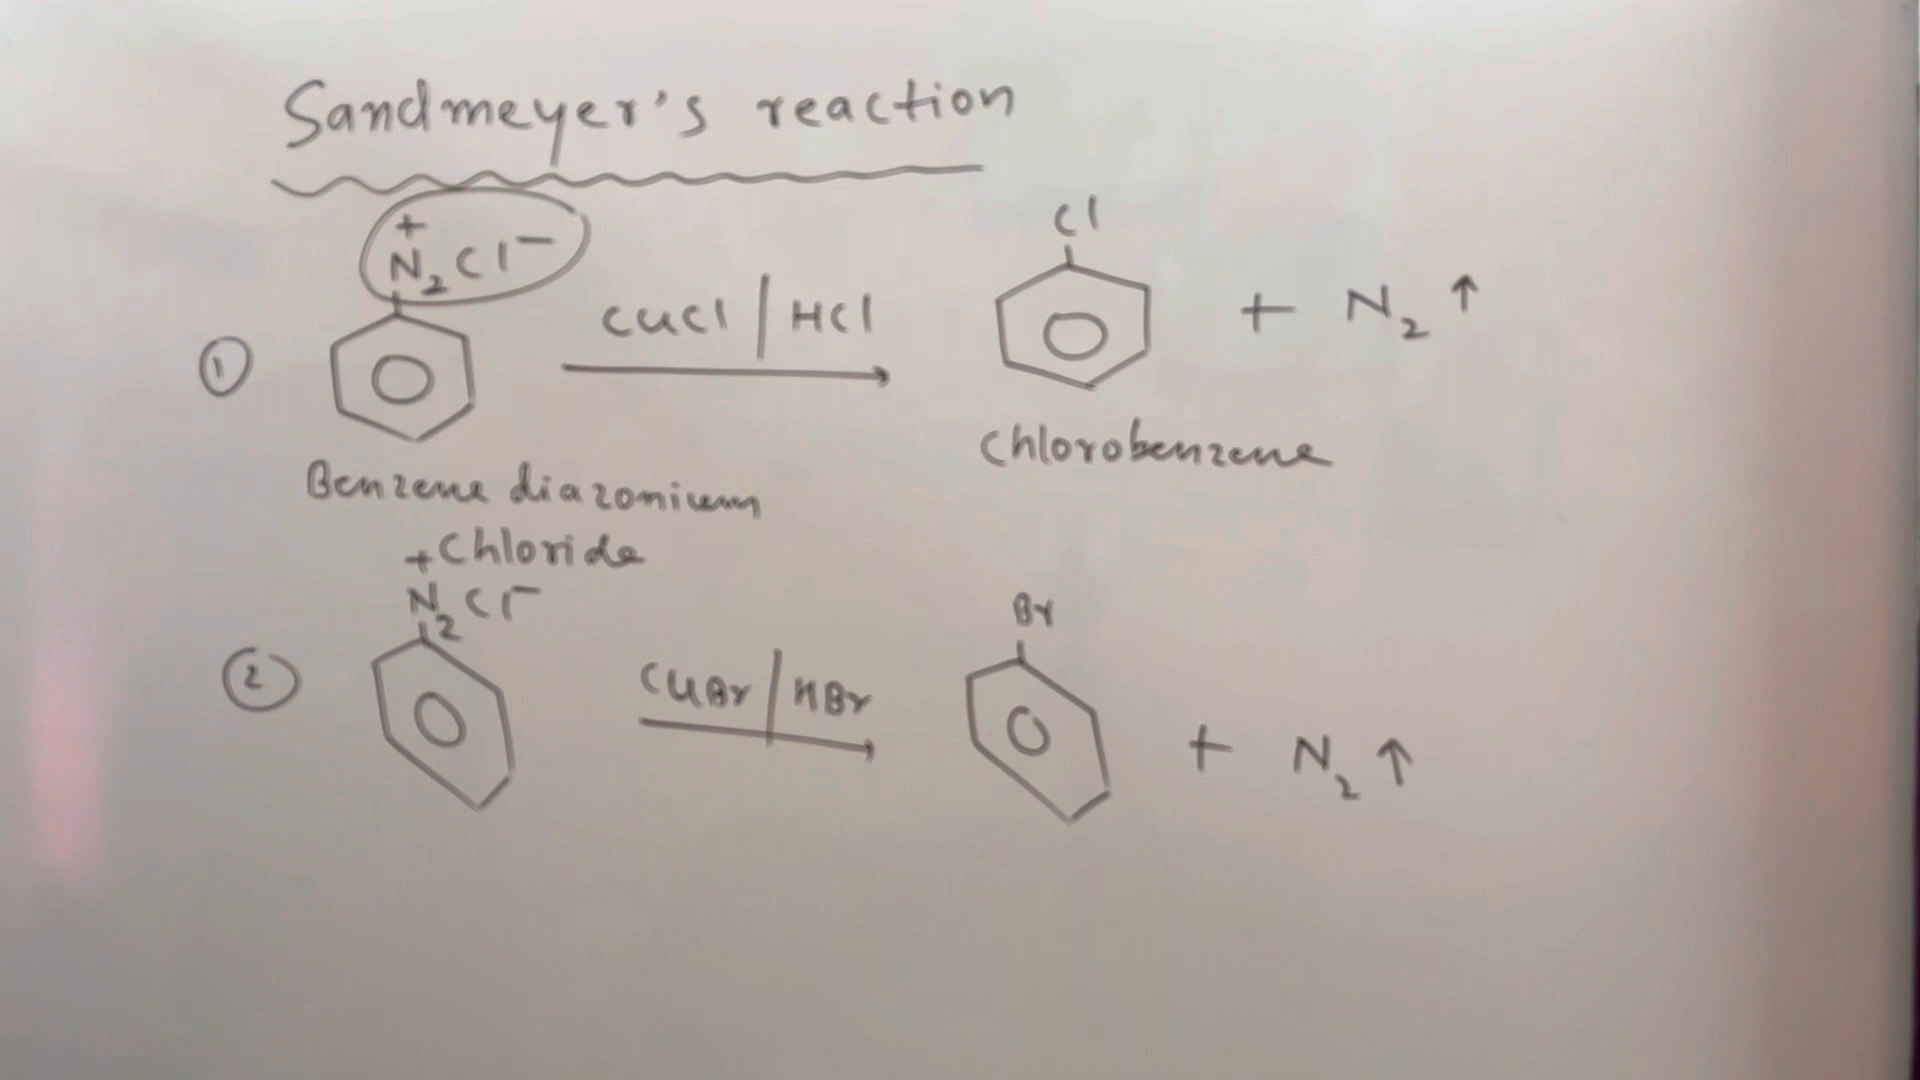 Sandmeyer's reaction
+
N₂Cl⁻
Cl
① CuCl | HCl + N₂ ↑
Chlorobenzene
Benzene diazonium
+ Chloride
N₂Cl⁻
Br
② CuBr | HBr + N₂ ↑